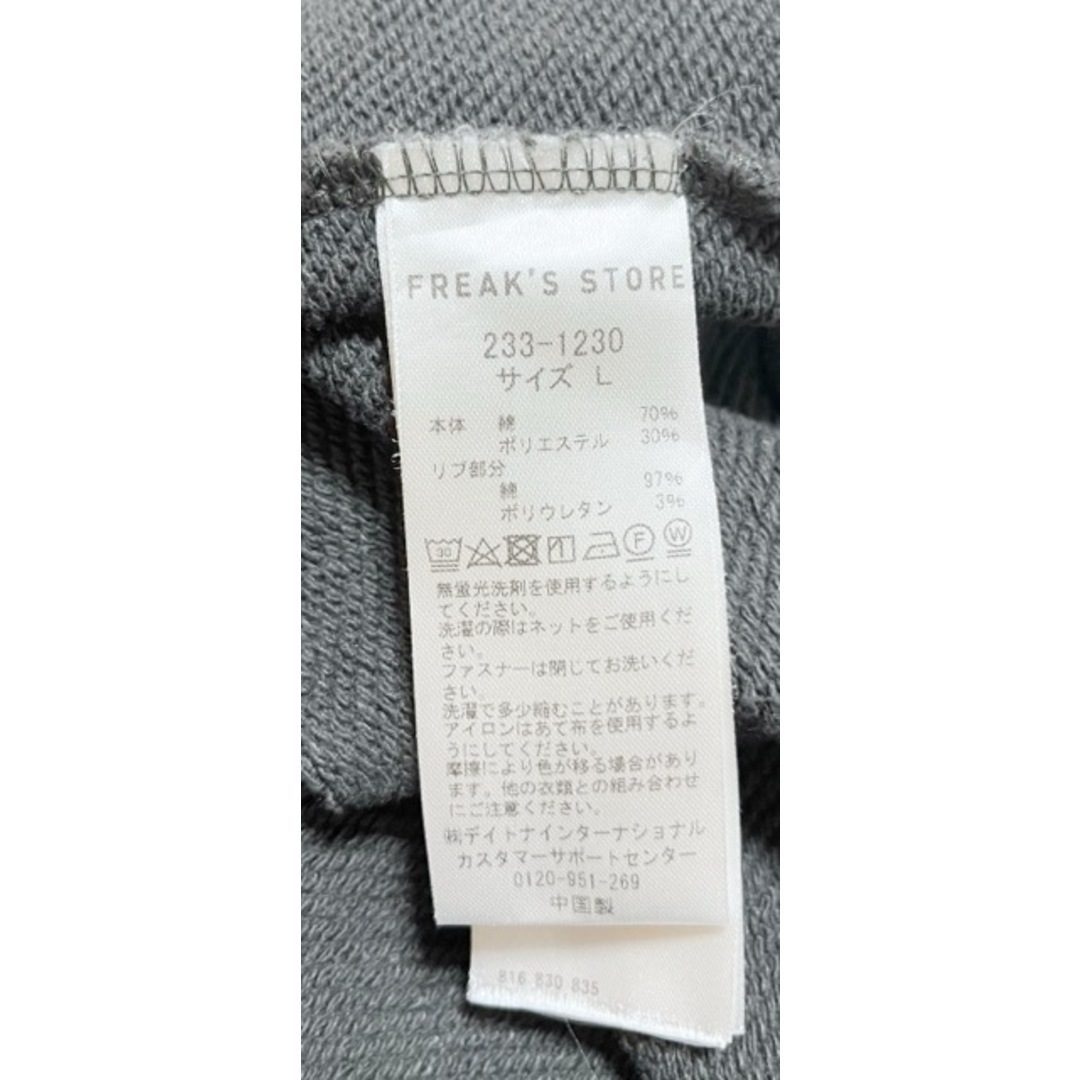 FREAK'S STORE
233-1230
サイズ L
本体 綿 70%
ポリエステル 30%
リブ部分
綿 97%
ポリウレタン 3%
30 1 F W
無蛍光洗剤を使用するようにし
てください。
洗濯の際はネットをご使用くだ
さい。
ファスナーは閉じてお洗いくだ
さい。
洗濯で多少縮むことがあります。
アイロンはあて布を使用するよ
うにしてください。
摩擦により色が移る場合があり
ます。他の衣類との組み合わせ
にご注意ください。
㈱デイトナインターナショナル
カスタマーサポートセンター
0120-951-269
中国製
816 830 835